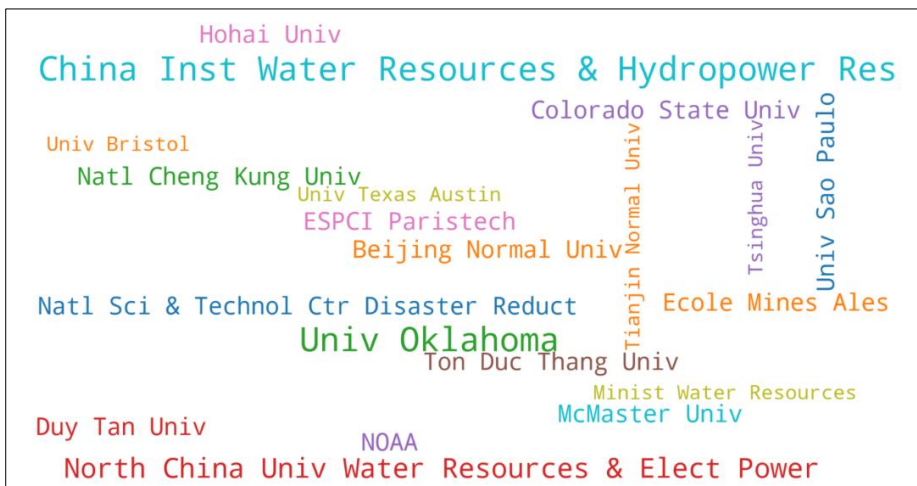 Hohai Univ
China Inst Water Resources & Hydropower Res
Colorado State Univ
Univ Sao Paulo
Tsinghua Univ
Tianjin Normal Univ
Univ Bristol
Natl Cheng Kung Univ
Univ Texas Austin
ESPCI Paristech
Beijing Normal Univ
Natl Sci & Technol Ctr Disaster Reduct
Ecole Mines Ales
Univ Oklahoma
Ton Duc Thang Univ
Minist Water Resources
McMaster Univ
Duy Tan Univ
NOAA
North China Univ Water Resources & Elect Power